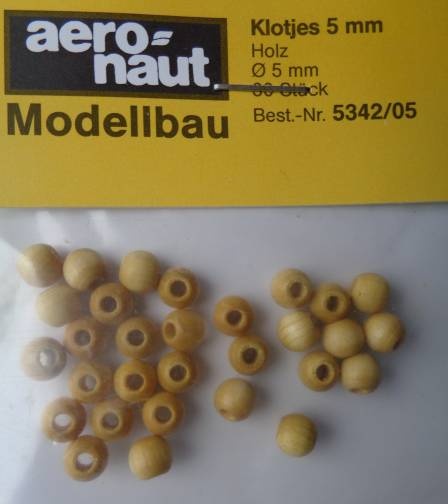 aero-
naut
Modellbau
Klotjes 5 mm
Holz
Ø 5 mm
Stück
Best.-Nr. 5342/05